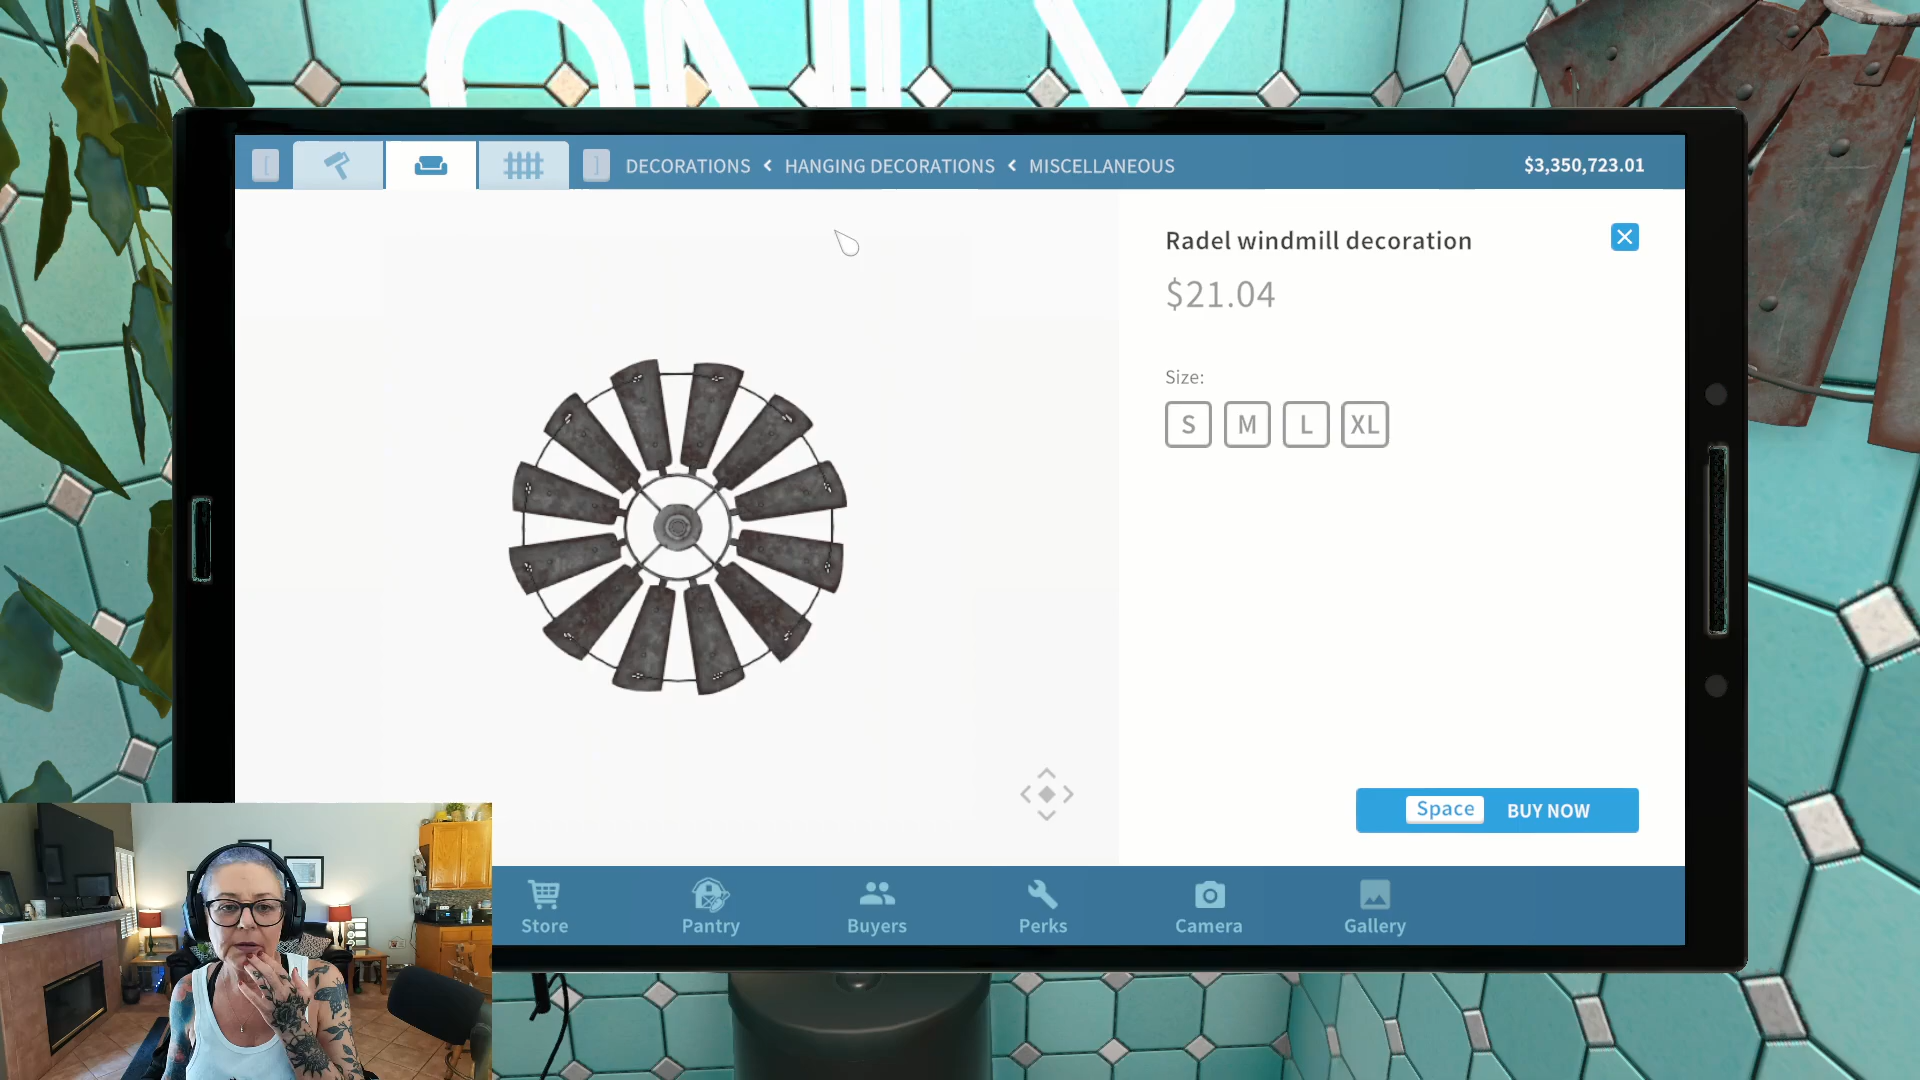 ONLY
[
]
DECORATIONS < HANGING DECORATIONS < MISCELLANEOUS
$3,350,723.01
Radel windmill decoration
$21.04
Size:
S M L XL
Space BUY NOW
Store Pantry Buyers Perks Camera Gallery